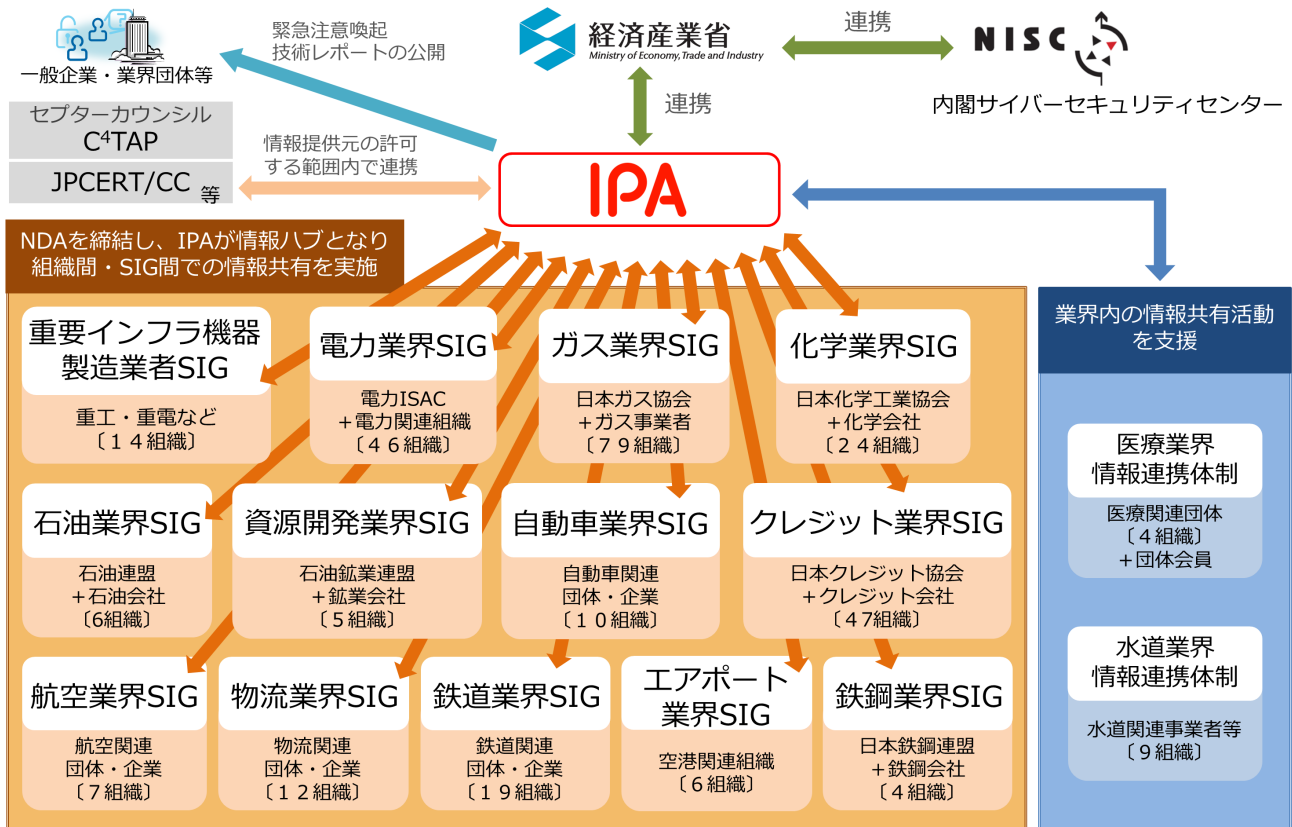 緊急注意喚起
技術レポートの公開
一般企業・業界団体等
経済産業省
Ministry of Economy, Trade and Industry
連携
NISC
内閣サイバーセキュリティセンター
連携
セプターカウンシル
C⁴TAP
JPCERT/CC 等
情報提供元の許可
する範囲内で連携
IPA
NDAを締結し、IPAが情報ハブとなり
組織間・SIG間での情報共有を実施
重要インフラ機器
製造業者SIG
重工・重電など
〔14組織〕
電力業界SIG
電力ISAC
+電力関連組織
〔46組織〕
ガス業界SIG
日本ガス協会
+ガス事業者
〔79組織〕
化学業界SIG
日本化学工業協会
+化学会社
〔24組織〕
石油業界SIG
石油連盟
+石油会社
〔6組織〕
資源開発業界SIG
石油鉱業連盟
+鉱業会社
〔5組織〕
自動車業界SIG
自動車関連
団体・企業
〔10組織〕
クレジット業界SIG
日本クレジット協会
+クレジット会社
〔47組織〕
航空業界SIG
航空関連
団体・企業
〔7組織〕
物流業界SIG
物流関連
団体・企業
〔12組織〕
鉄道業界SIG
鉄道関連
団体・企業
〔19組織〕
エアポート
業界SIG
空港関連組織
〔6組織〕
鉄鋼業界SIG
日本鉄鋼連盟
+鉄鋼会社
〔4組織〕
業界内の情報共有活動
を支援
医療業界
情報連携体制
医療関連団体
〔4組織〕
+団体会員
水道業界
情報連携体制
水道関連事業者等
〔9組織〕